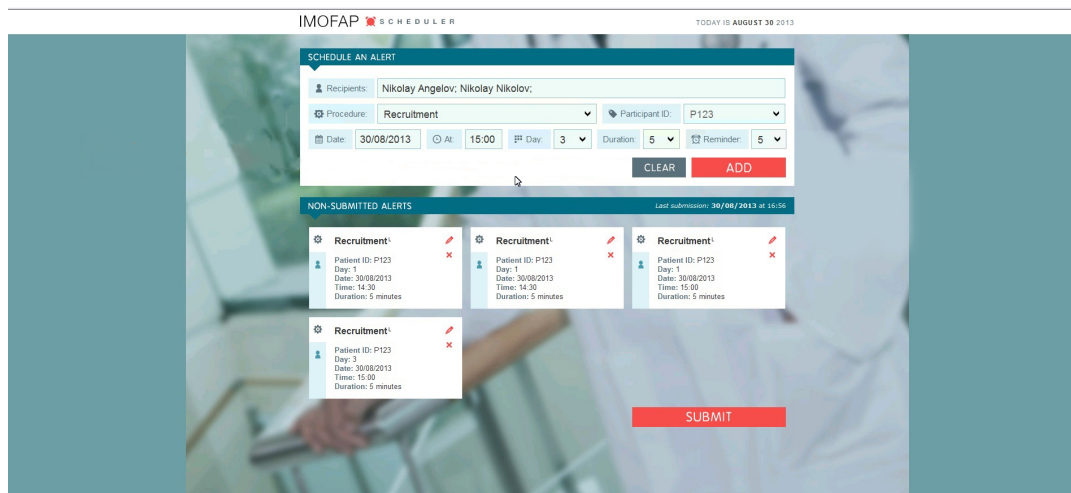 IMOFAP SCHEDULER
TODAY IS AUGUST 30 2013
SCHEDULE AN ALERT
Recipients: Nikolay Angelov; Nikolay Nikolov;
Procedure: Recruitment Participant ID: P123
Date: 30/08/2013 At: 15:00 Day: 3 Duration: 5 Reminder: 5
CLEAR ADD
NON-SUBMITTED ALERTS Last submission: 30/08/2013 at 16:56
Recruitment
Patient ID: P123
Day: 1
Date: 30/08/2013
Time: 14:30
Duration: 5 minutes
Recruitment
Patient ID: P123
Day: 1
Date: 30/08/2013
Time: 14:30
Duration: 5 minutes
Recruitment
Patient ID: P123
Day: 1
Date: 30/08/2013
Time: 15:00
Duration: 5 minutes
Recruitment
Patient ID: P123
Day: 3
Date: 30/08/2013
Time: 15:00
Duration: 5 minutes
SUBMIT